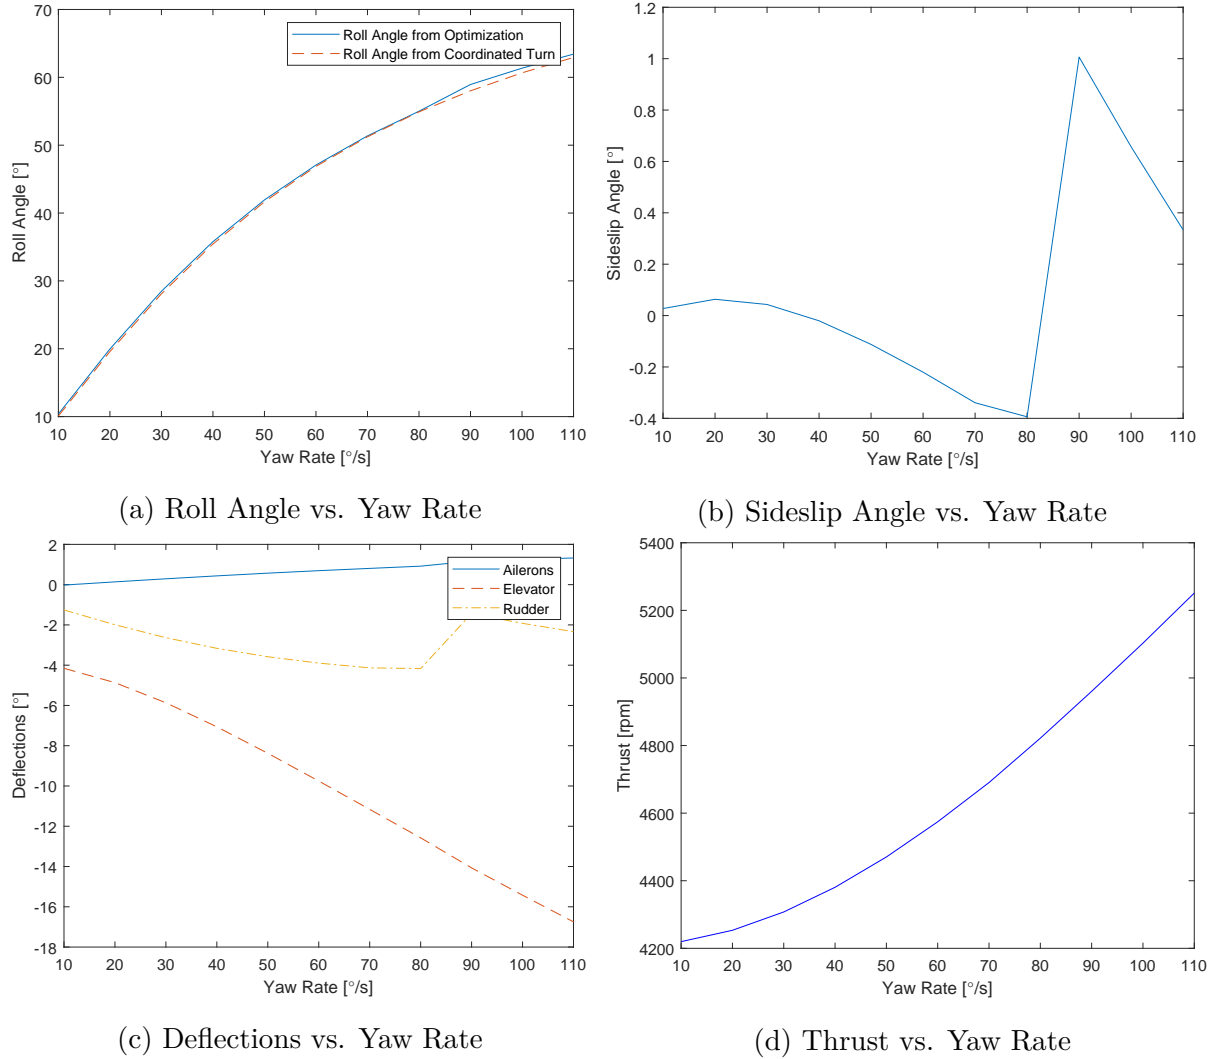 70
60
50
40
30
20
10
Roll Angle [°]
Roll Angle from Optimization
Roll Angle from Coordinated Turn
10 20 30 40 50 60 70 80 90 100 110
Yaw Rate [°/s]
(a) Roll Angle vs. Yaw Rate
1.2
1
0.8
0.6
0.4
0.2
0
-0.2
-0.4
Sideslip Angle [°]
10 20 30 40 50 60 70 80 90 100 110
Yaw Rate [°/s]
(b) Sideslip Angle vs. Yaw Rate
2
0
-2
-4
-6
-8
-10
-12
-14
-16
-18
Deflections [°]
Ailerons
Elevator
Rudder
10 20 30 40 50 60 70 80 90 100 110
Yaw Rate [°/s]
(c) Deflections vs. Yaw Rate
5400
5200
5000
4800
4600
4400
4200
Thrust [rpm]
10 20 30 40 50 60 70 80 90 100 110
Yaw Rate [°/s]
(d) Thrust vs. Yaw Rate